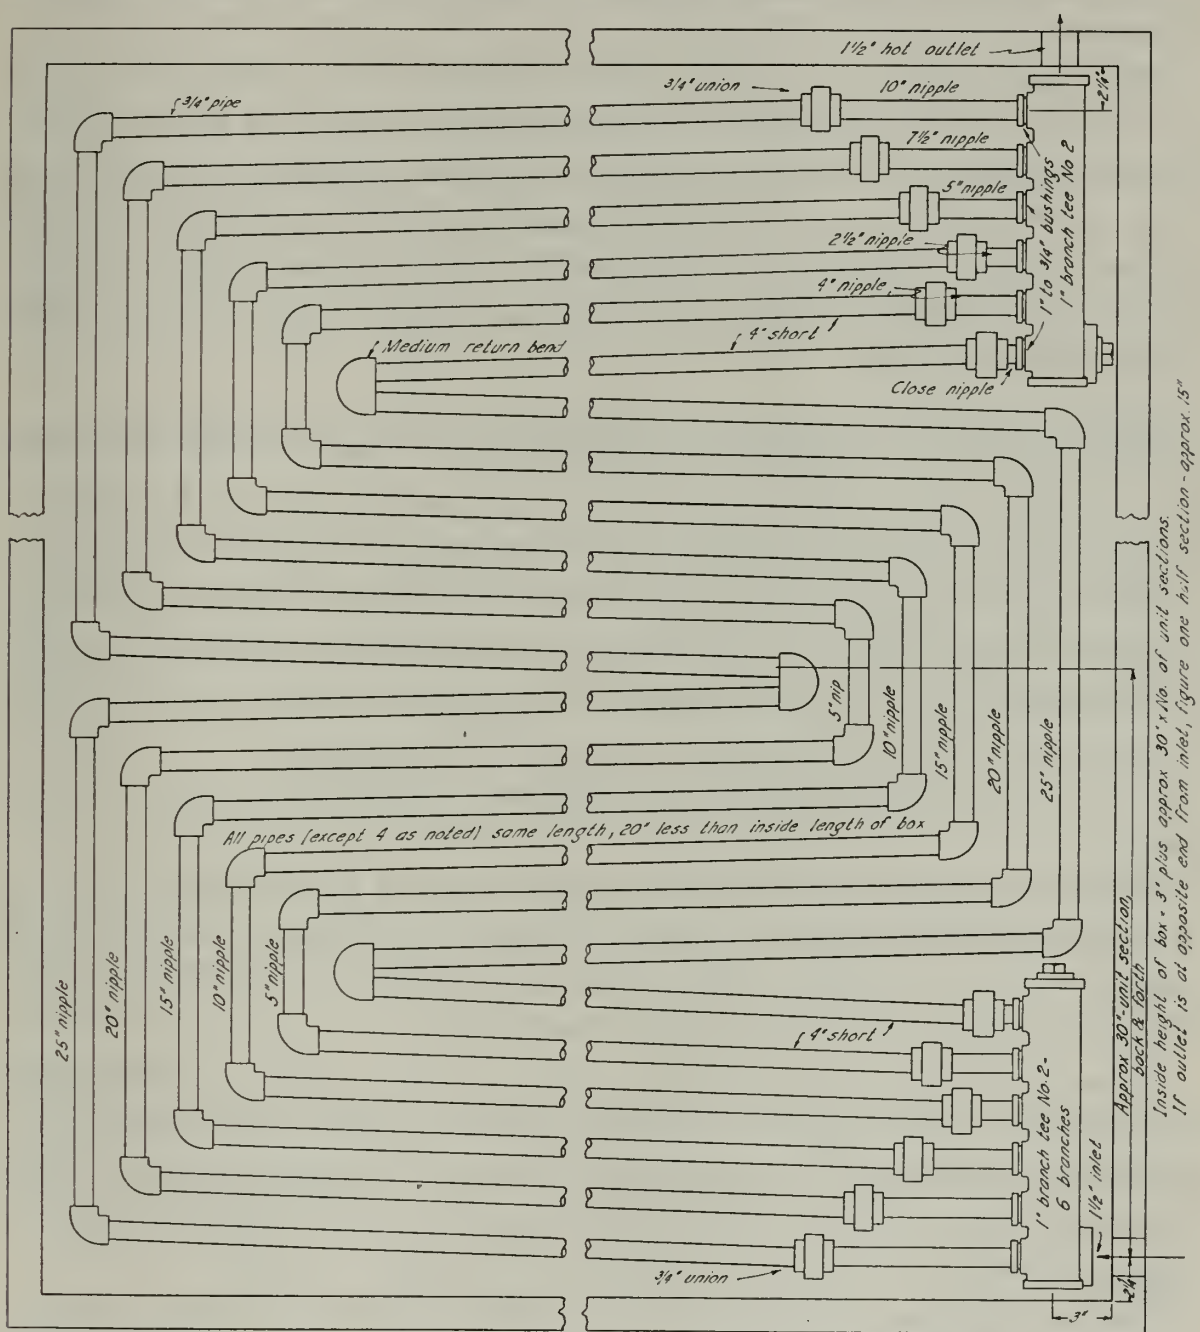 1½" hot outlet
2¼"
¾" pipe
¾" union
10" nipple
7½" nipple
5" nipple
2½" nipple
4" nipple
4" short
Medium return bend
Close nipple
1" to ¾" bushings
1" branch tee No 2
5" nip
10" nipple
15" nipple
20" nipple
25" nipple
All pipes (except 4 as noted) same length, 20" less than inside length of box
25" nipple
20" nipple
15" nipple
10" nipple
5" nipple
4" short
1" branch tee No. 2-
6 branches
1½" inlet
¾" union
2¼"
3"
Approx 30"-unit section,
back & forth
Inside height of box = 3" plus approx 30" x No. of unit sections.
If outlet is at opposite end from inlet, figure one half section - approx. 15"